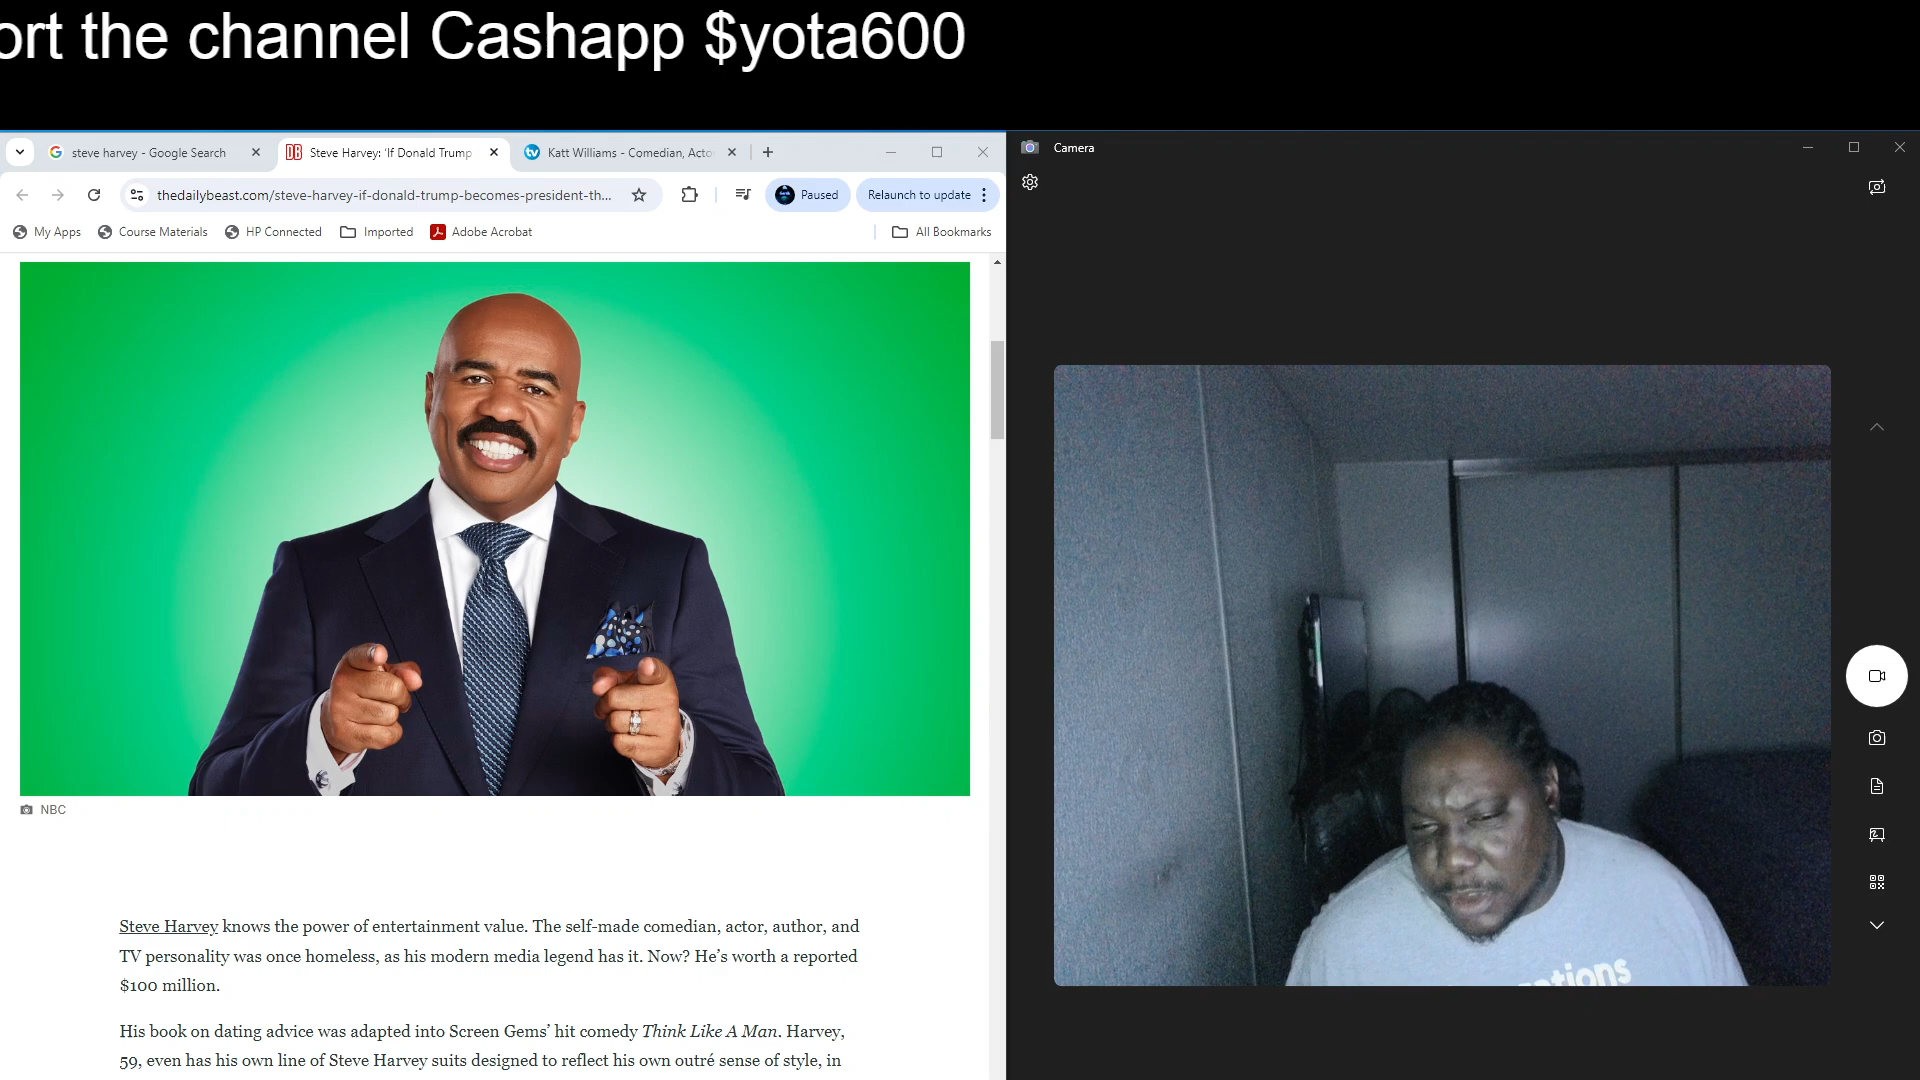 ort the channel Cashapp $yota600
steve harvey - Google Search
Steve Harvey: 'If Donald Trump
Katt Williams - Comedian, Acto
Camera
thedailybeast.com/steve-harvey-if-donald-trump-becomes-president-th...
Paused
Relaunch to update
My Apps
Course Materials
HP Connected
Imported
Adobe Acrobat
All Bookmarks
NBC
Steve Harvey knows the power of entertainment value. The self-made comedian, actor, author, and
TV personality was once homeless, as his modern media legend has it. Now? He's worth a reported
$100 million.
His book on dating advice was adapted into Screen Gems' hit comedy Think Like A Man. Harvey,
59, even has his own line of Steve Harvey suits designed to reflect his own outré sense of style, in